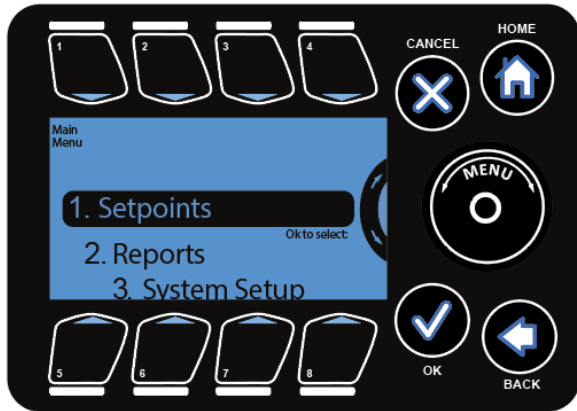 HOME
CANCEL
1
2
3
4
Main
Menu
MENU
1. Setpoints
Ok to select:
2. Reports
3. System Setup
5
6
7
8
OK
BACK